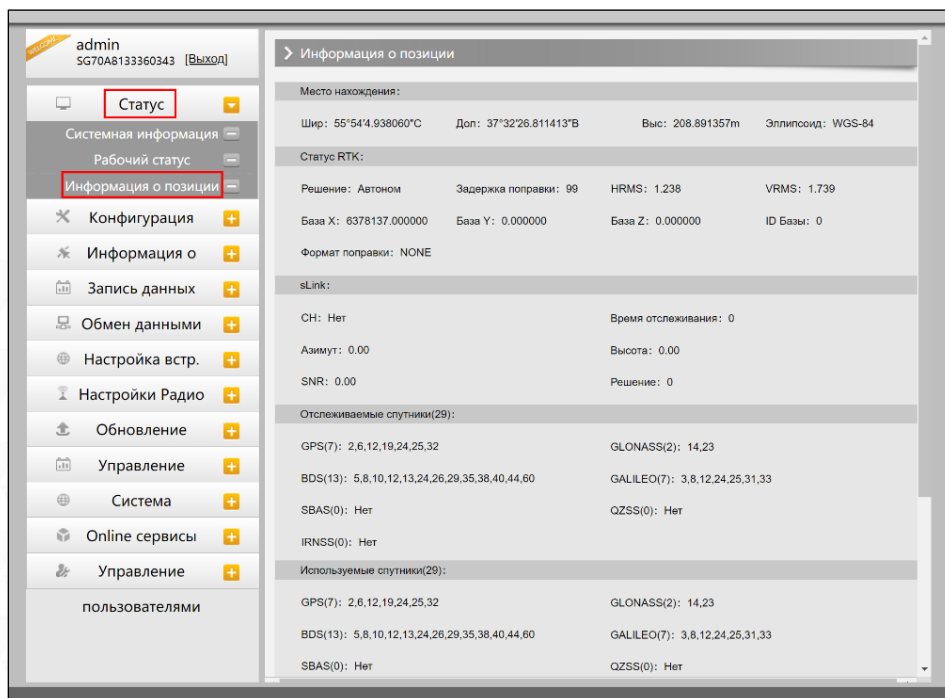 WELCOME
admin
SG70A8133360343 [Выход]
Статус
Системная информация
Рабочий статус
Информация о позиции
Конфигурация
Информация о
Запись данных
Обмен данными
Настройка встр.
Настройки Радио
Обновление
Управление
Система
Online сервисы
Управление
пользователями
Информация о позиции
Место нахождения:
Шир: 55°54'4.938060"С Дол: 37°32'26.811413"В Выс: 208.891357m Эллипсоид: WGS-84
Статус RTK:
Решение: Автоном Задержка поправки: 99 HRMS: 1.238 VRMS: 1.739
База X: 6378137.000000 База Y: 0.000000 База Z: 0.000000 ID Базы: 0
Формат поправки: NONE
sLink:
CH: Нет Время отслеживания: 0
Азимут: 0.00 Высота: 0.00
SNR: 0.00 Решение: 0
Отслеживаемые спутники(29):
GPS(7): 2,6,12,19,24,25,32 GLONASS(2): 14,23
BDS(13): 5,8,10,12,13,24,26,29,35,38,40,44,60 GALILEO(7): 3,8,12,24,25,31,33
SBAS(0): Нет QZSS(0): Нет
IRNSS(0): Нет
Используемые спутники(29):
GPS(7): 2,6,12,19,24,25,32 GLONASS(2): 14,23
BDS(13): 5,8,10,12,13,24,26,29,35,38,40,44,60 GALILEO(7): 3,8,12,24,25,31,33
SBAS(0): Нет QZSS(0): Нет